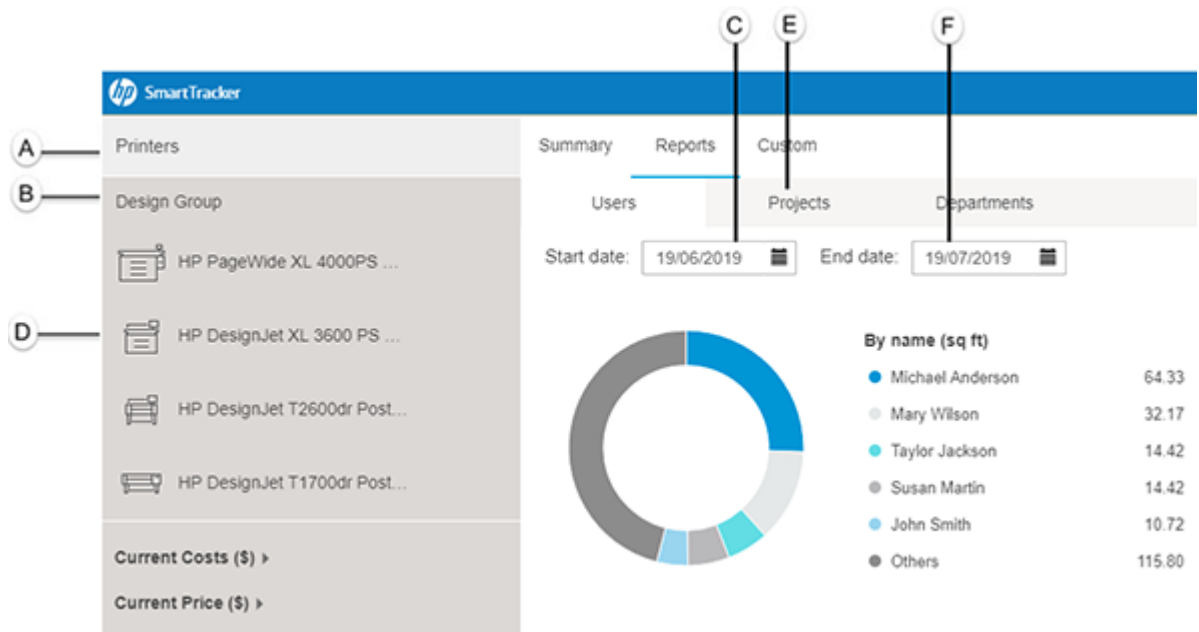 C E F
hp SmartTracker
A Printers
Summary Reports Custom
B Design Group
Users Projects Departments
Start date: 19/06/2019 End date: 19/07/2019
HP PageWide XL 4000PS ...
D HP DesignJet XL 3600 PS ...
HP DesignJet T2600dr Post...
HP DesignJet T1700dr Post...
Current Costs ($)
Current Price ($)
By name (sq ft)
Michael Anderson 64.33
Mary Wilson 32.17
Taylor Jackson 14.42
Susan Martin 14.42
John Smith 10.72
Others 115.80